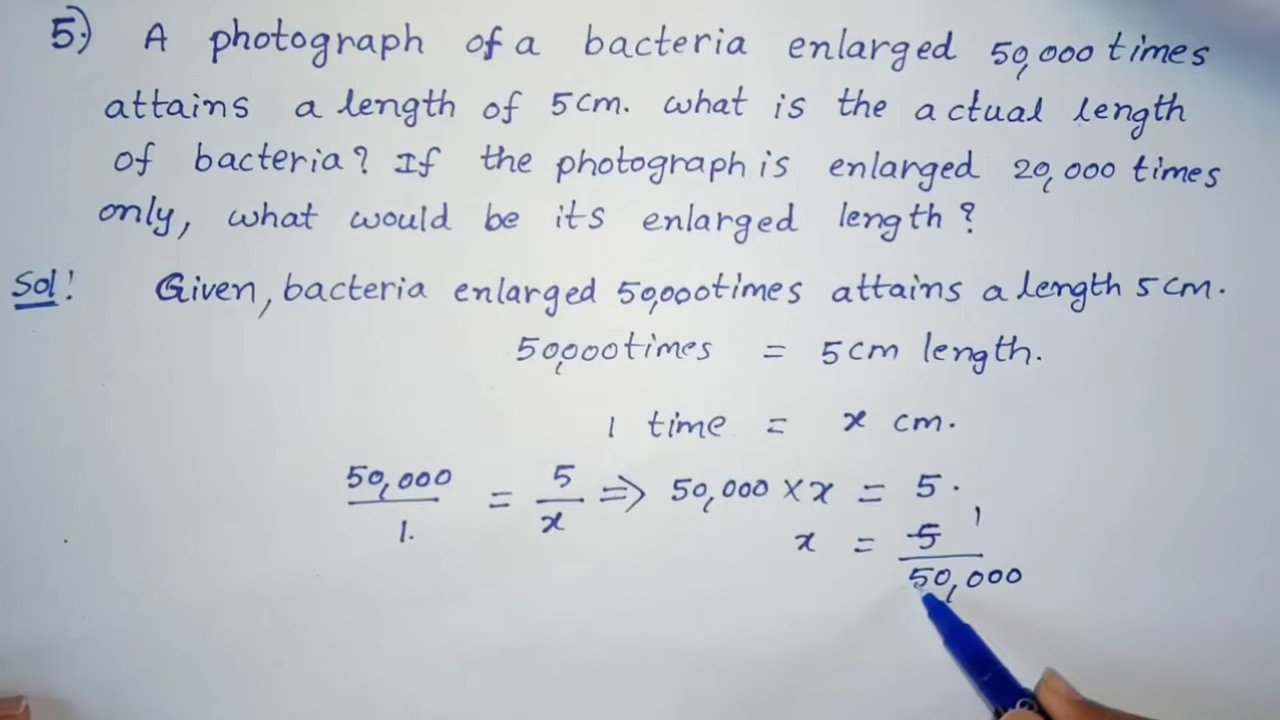 5.) A photograph of a bacteria enlarged 50,000 times
attains a length of 5cm. what is the actual length
of bacteria? If the photograph is enlarged 20,000 times
only, what would be its enlarged length?
Sol! Given, bacteria enlarged 50,000times attains a length 5cm.
50,000times = 5cm length.
1 time = x cm.
50,000/1. = 5/x => 50,000 × x = 5.
x = 5 1/50,000